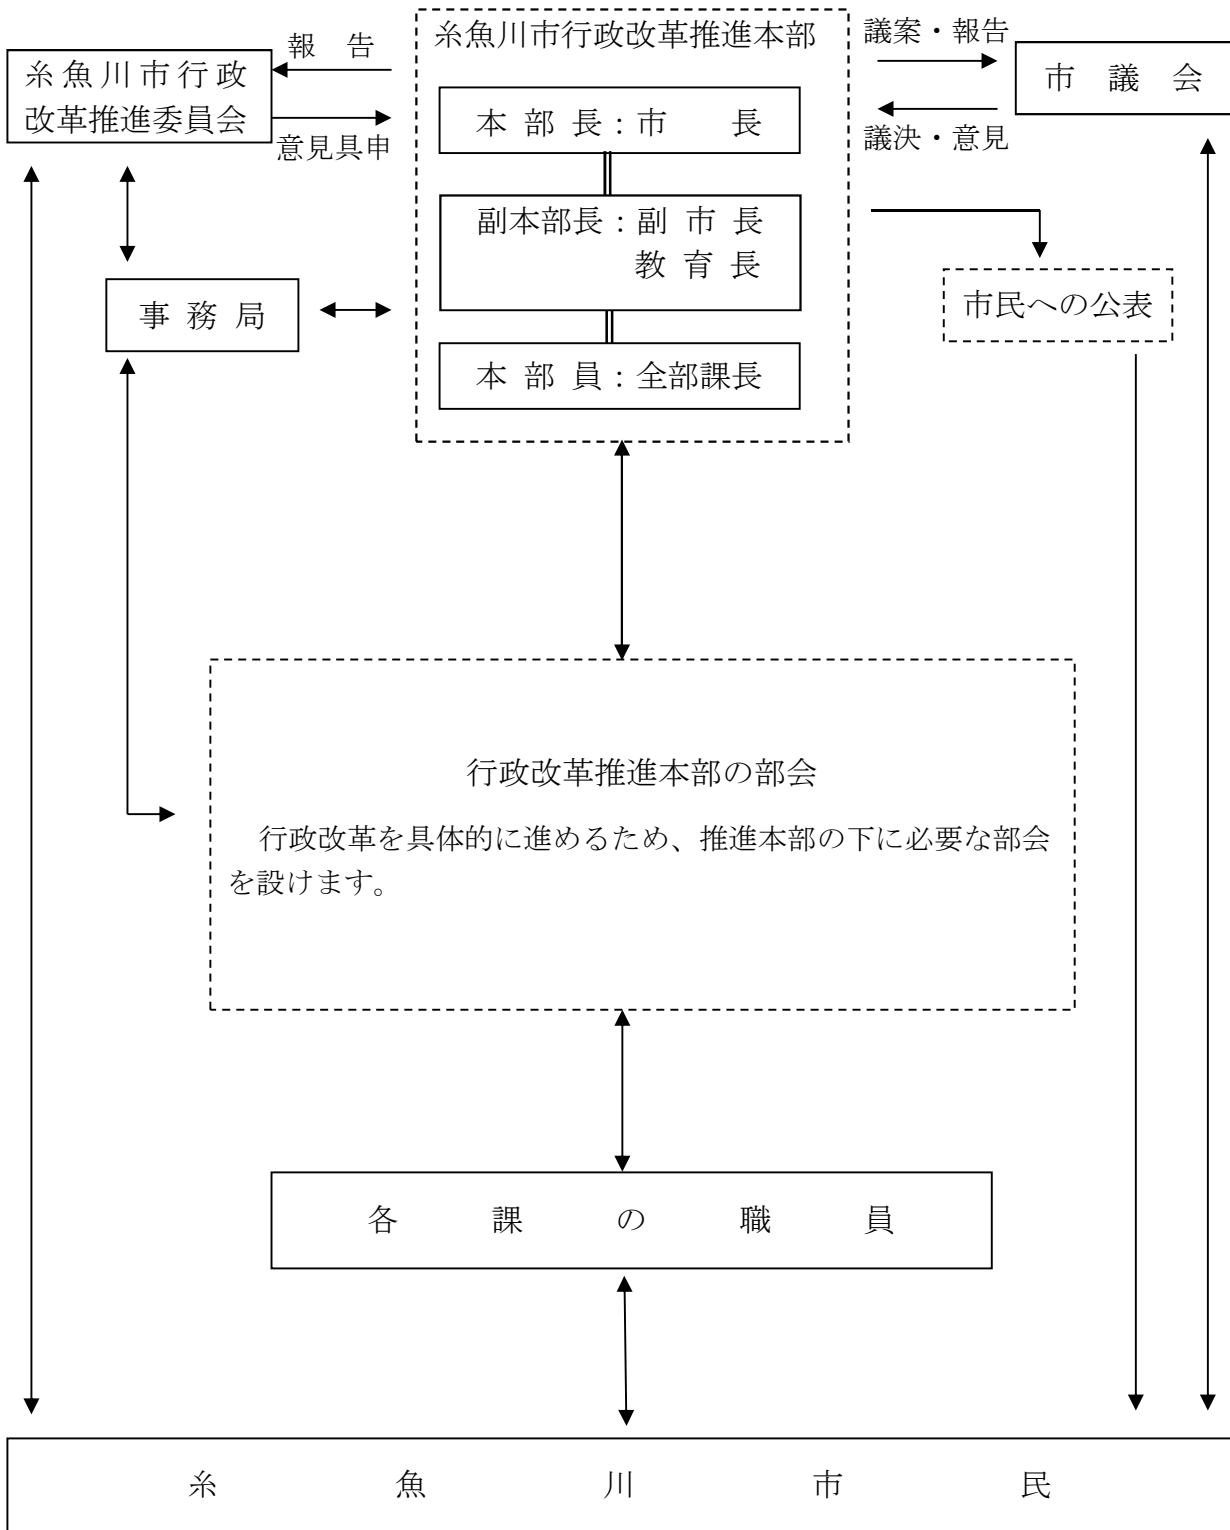 糸魚川市行政改革推進本部
報 告
議案・報告
糸魚川市行政
改革推進委員会
市 議 会
本 部 長：市 長
意見具申
議決・意見
副本部長：副 市 長
教 育 長
事 務 局
市民への公表
本 部 員：全部課長
行政改革推進本部の部会
行政改革を具体的に進めるため、推進本部の下に必要な部会
を設けます。
各 課 の 職 員
糸 魚 川 市 民